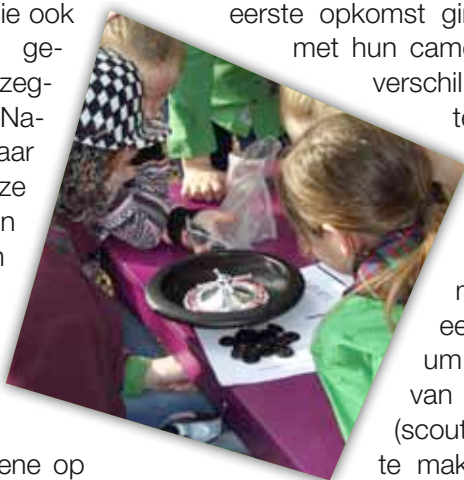 ie ook
ge-
zeg-
Na-
aar
ze
n
ene op
eerste opkomst gin
met hun came
verschil
te
ee
um
van
(scout
te mak